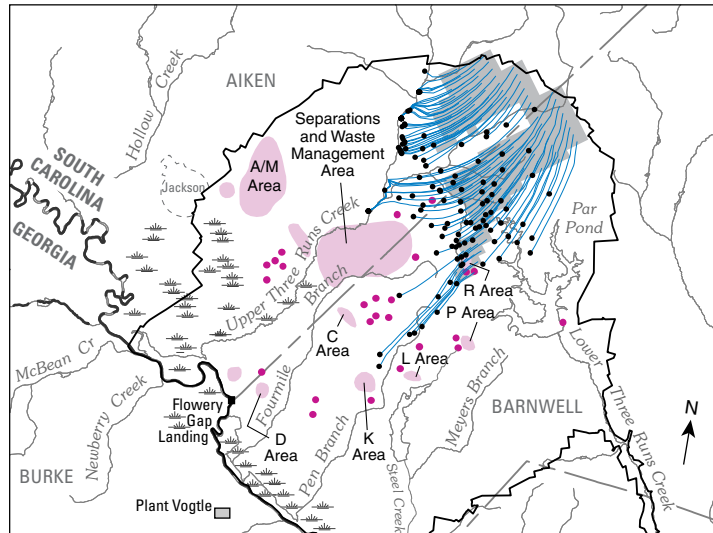 AIKEN
Hollow Creek
Separations
and Waste
Management
Area
SOUTH
CAROLINA
GEORGIA
A/M
Area
Jackson
Par
Pond
Upper Three Runs Creek
R Area
P Area
C
Area
L Area
McBean Cr
Newberry Creek
Flowery
Gap
Landing
Fourmile
Branch
D
Area
Pen Branch
K
Area
Steel Creek
Meyers Branch
Lower
Three Runs Creek
BARNWELL
N
BURKE
Plant Vogtle